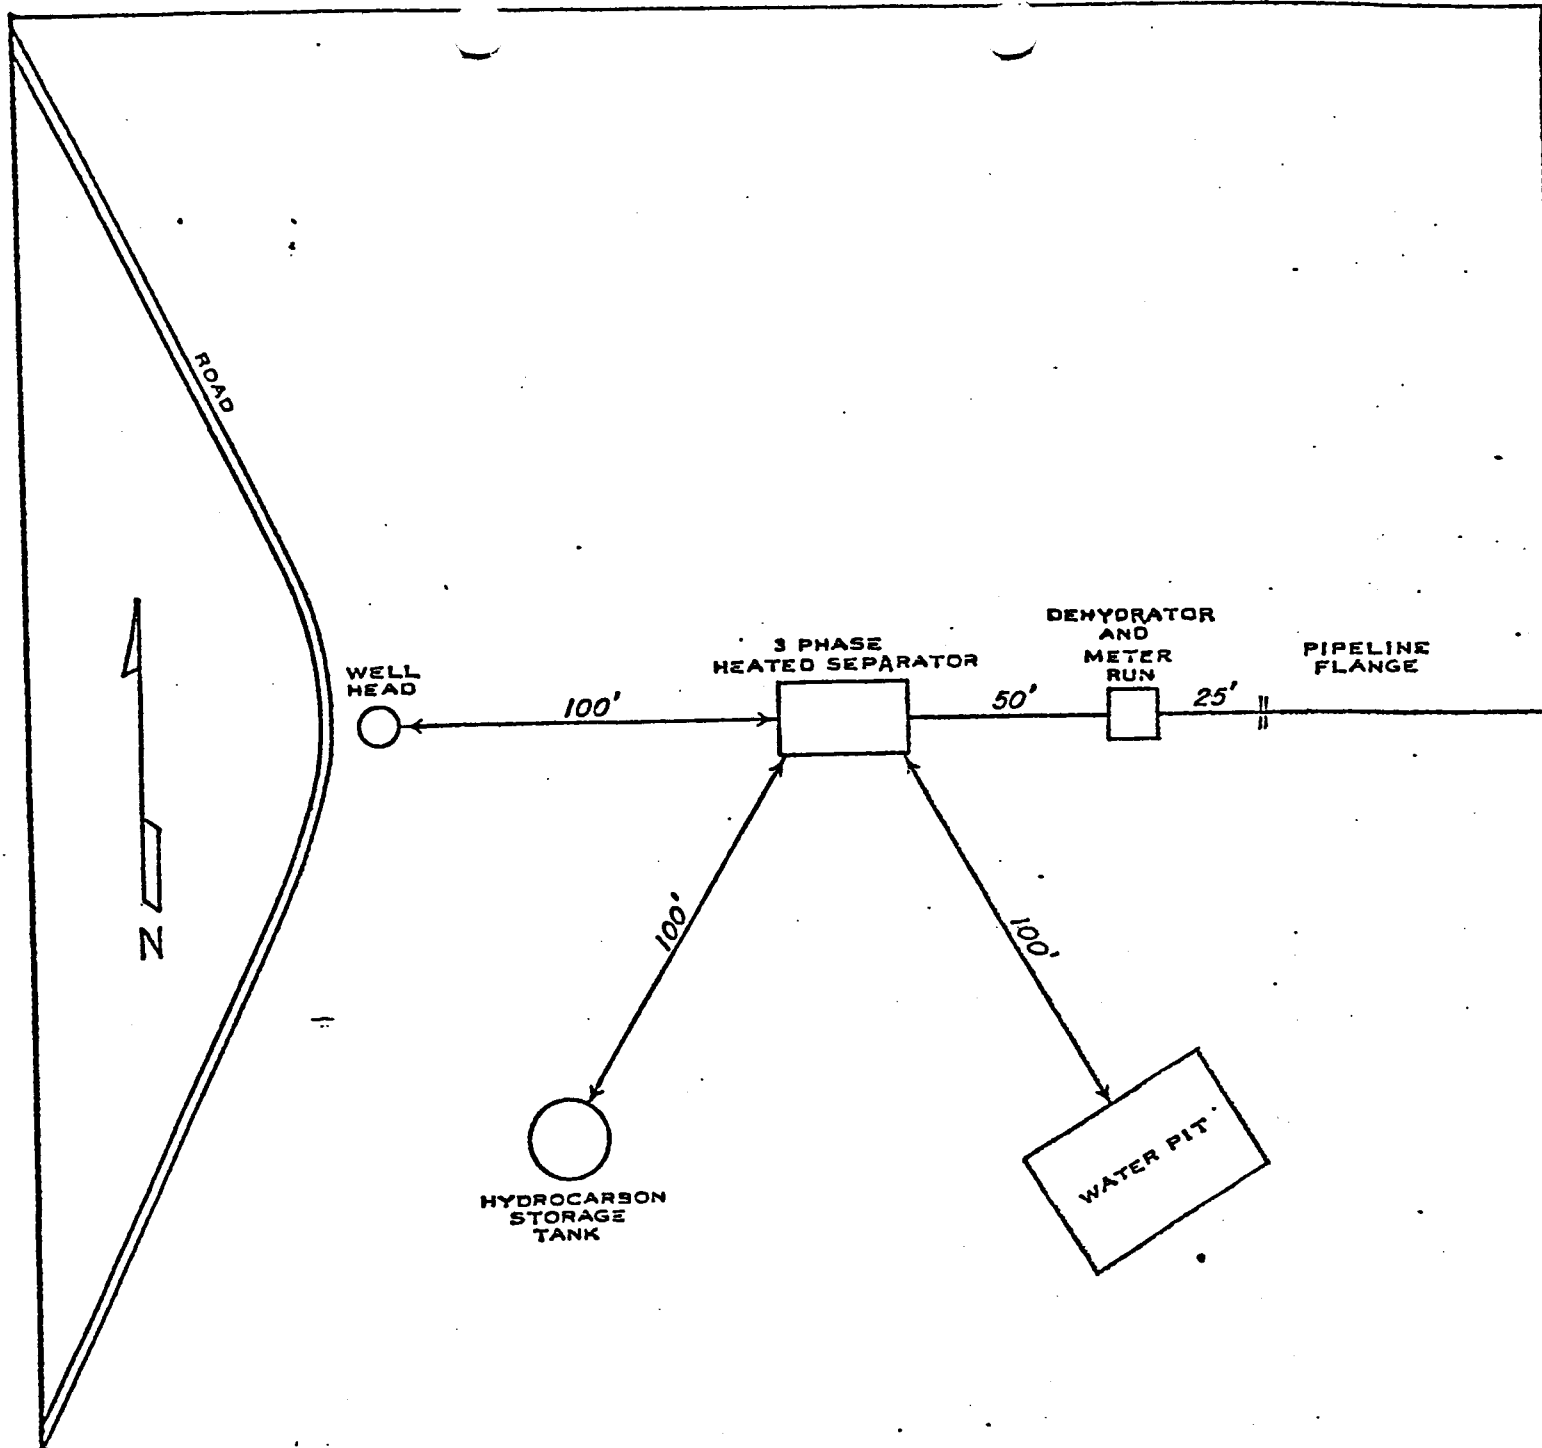 ROAD
WELL
HEAD
100'
3 PHASE
HEATED SEPARATOR
50'
DEHYDRATOR
AND
METER
RUN
25'
PIPELINE
FLANGE
N
100'
100'
HYDROCARBON
STORAGE
TANK
WATER PIT